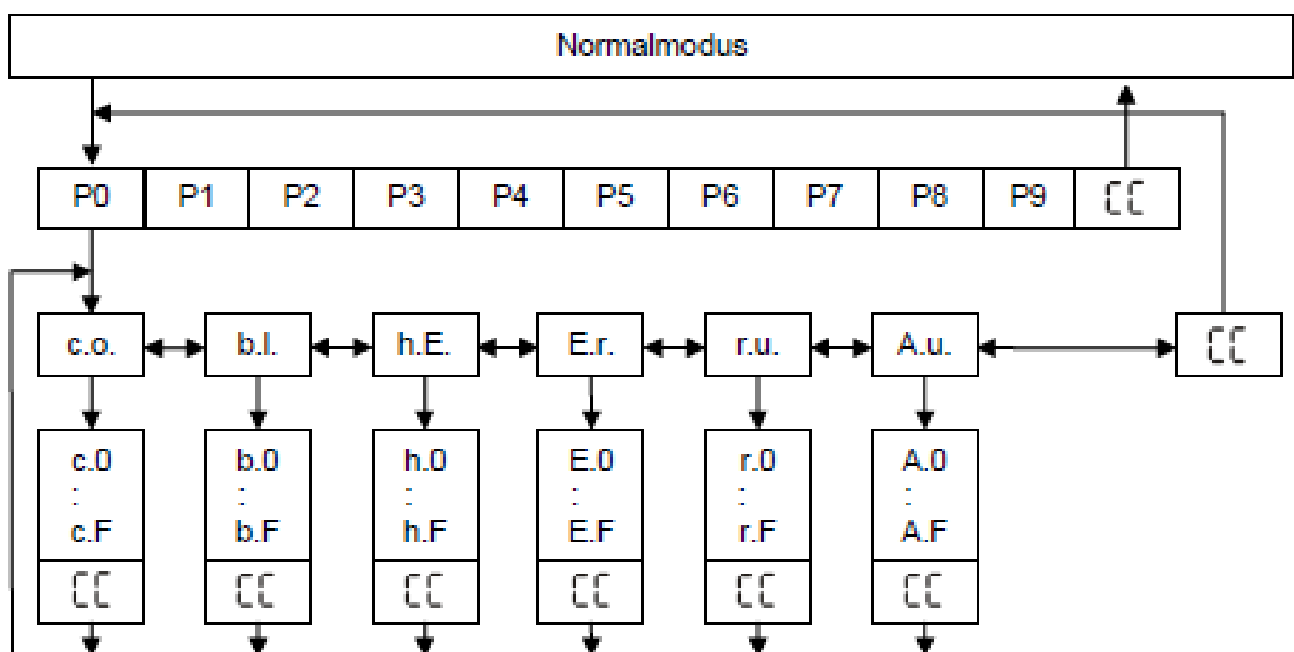 Normalmodus
P0 P1 P2 P3 P4 P5 P6 P7 P8 P9 CC
c.o. b.l. h.E. E.r. r.u. A.u. CC
c.0 b.0 h.0 E.0 r.0 A.0
: : : : : :
c.F b.F h.F E.F r.F A.F
CC CC CC CC CC CC